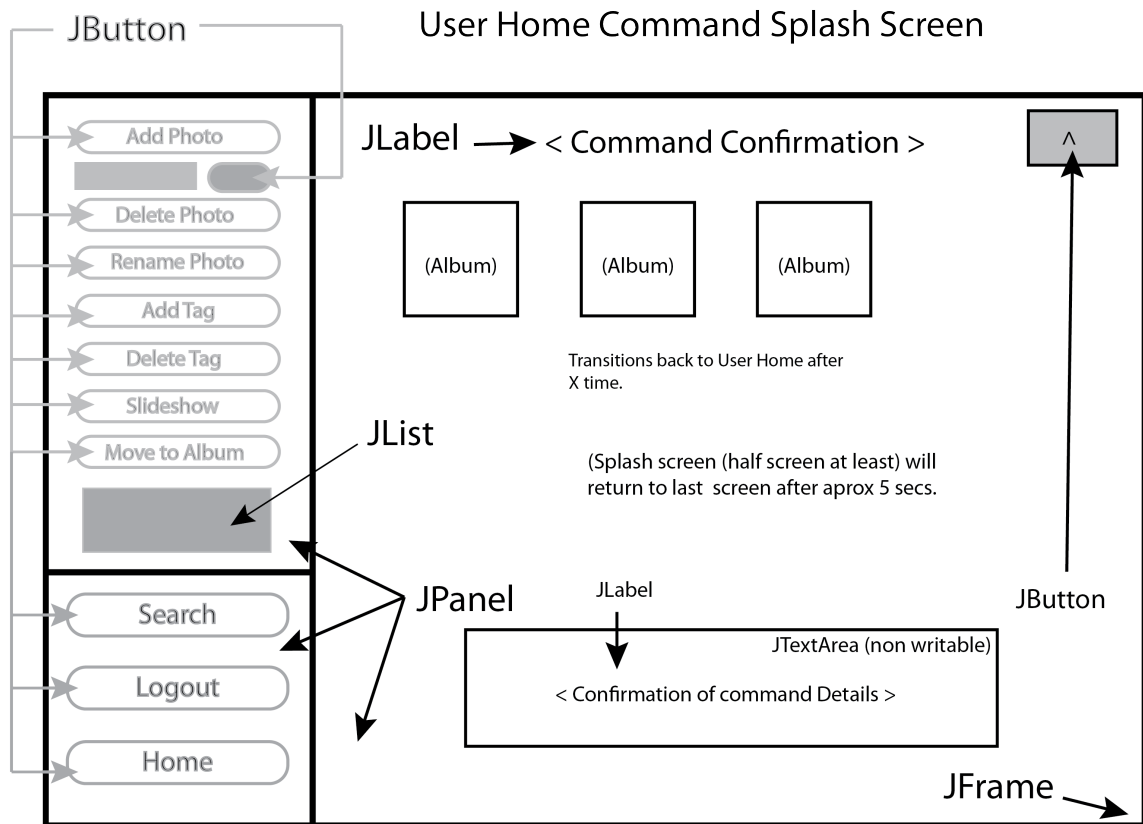 User Home Command Splash Screen
JButton
Add Photo
Delete Photo
Rename Photo
Add Tag
Delete Tag
Slideshow
Move to Album
Search
Logout
Home
JLabel
< Command Confirmation >
^
(Album)
(Album)
(Album)
Transitions back to User Home after
X time.
JList
(Splash screen (half screen at least) will
return to last screen after aprox 5 secs.
JPanel
JLabel
JButton
JTextArea (non writable)
< Confirmation of command Details >
JFrame